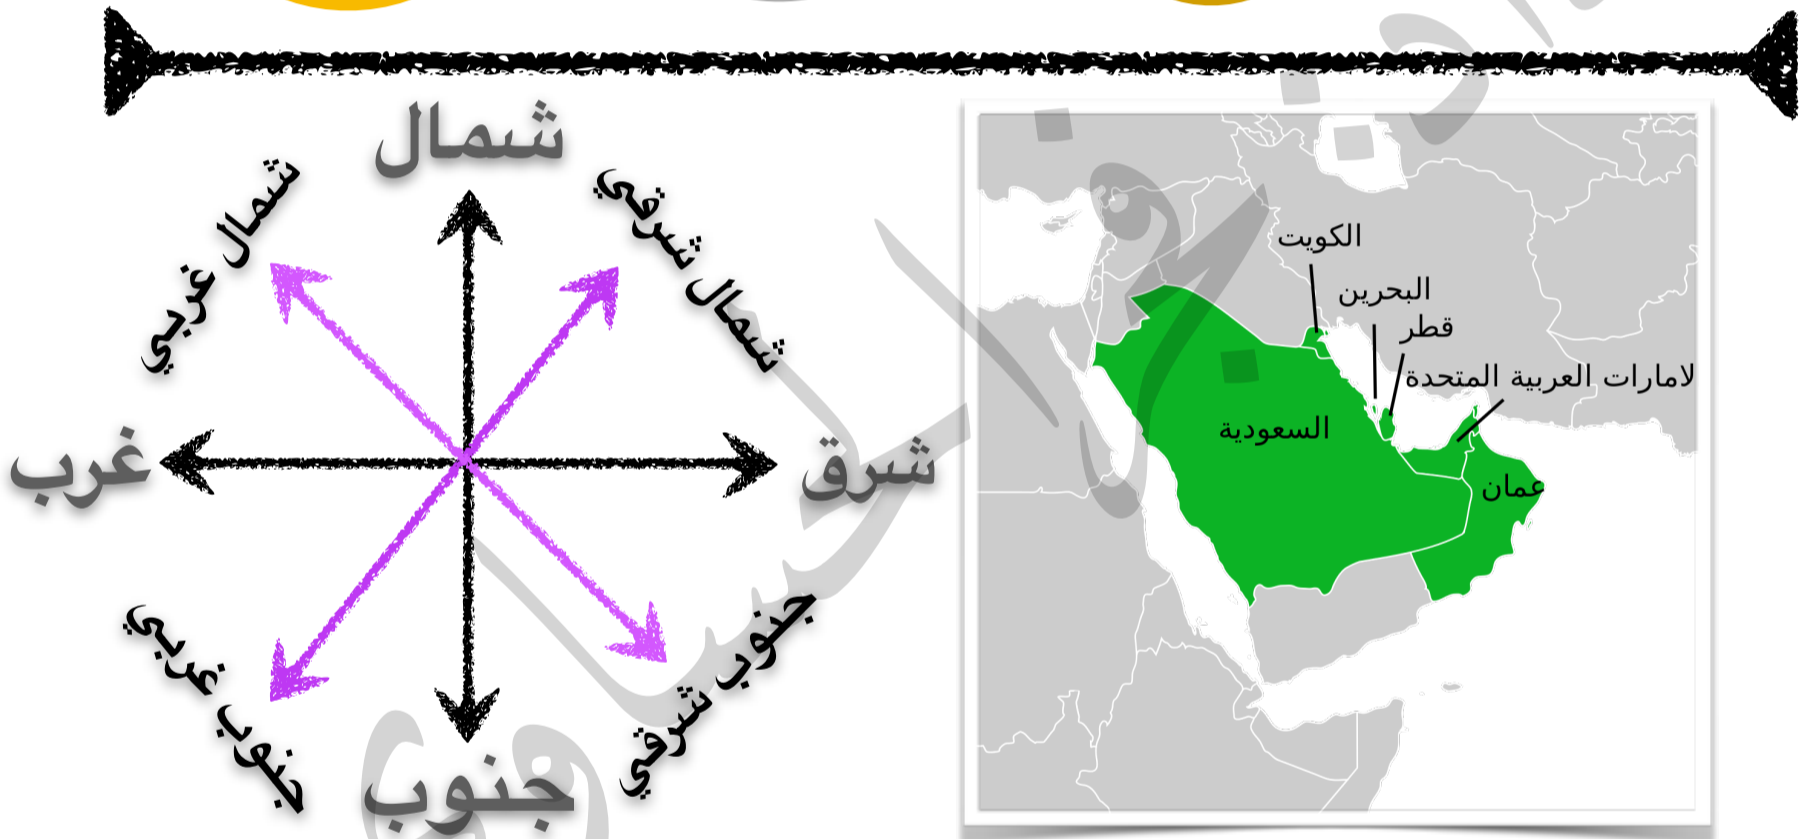 شمال
شمال شرقي
شمال غربي
شرق
غرب
جنوب شرقي
جنوب غربي
جنوب
الكويت
البحرين
قطر
لامارات العربية المتحدة
السعودية
عمان